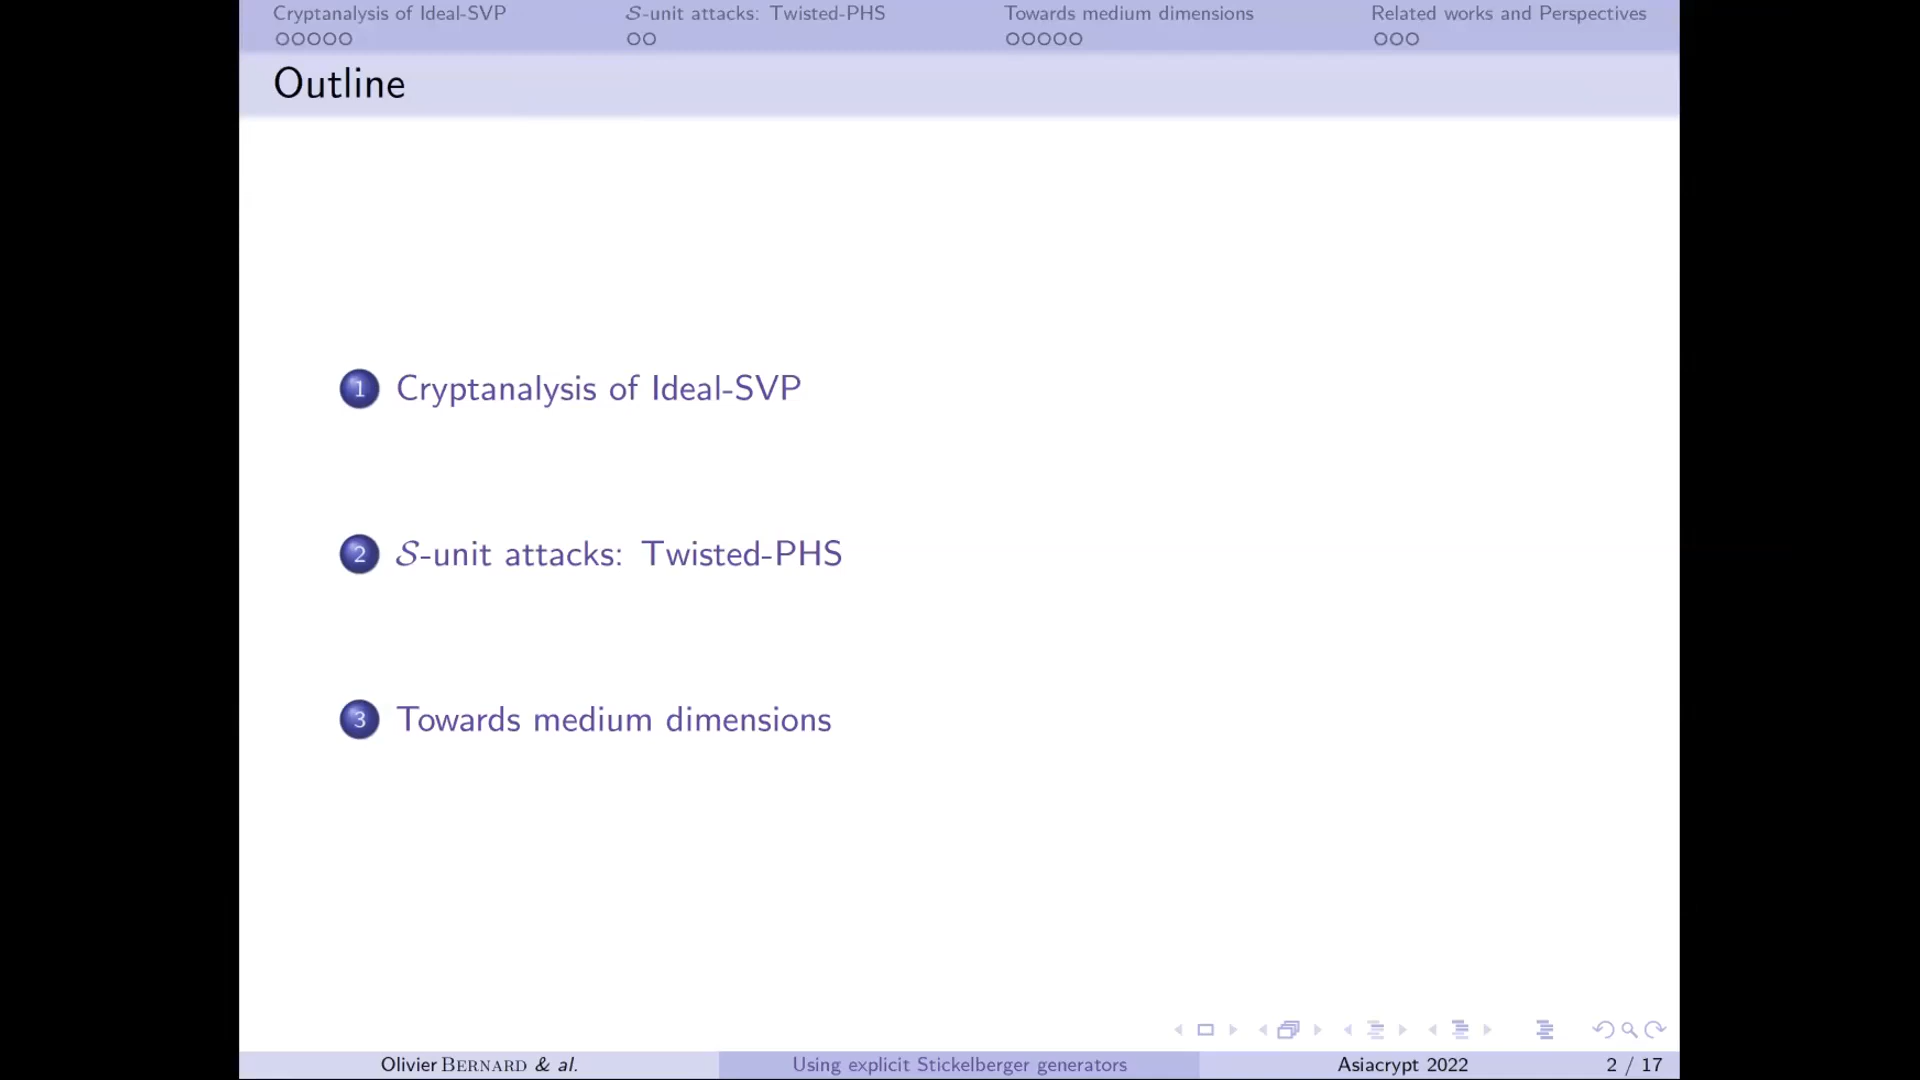 Cryptanalysis of Ideal-SVP
S-unit attacks: Twisted-PHS
Towards medium dimensions
Related works and Perspectives
Outline
1 Cryptanalysis of Ideal-SVP
2 S-unit attacks: Twisted-PHS
3 Towards medium dimensions
Olivier BERNARD & al.
Using explicit Stickelberger generators
Asiacrypt 2022
2 / 17